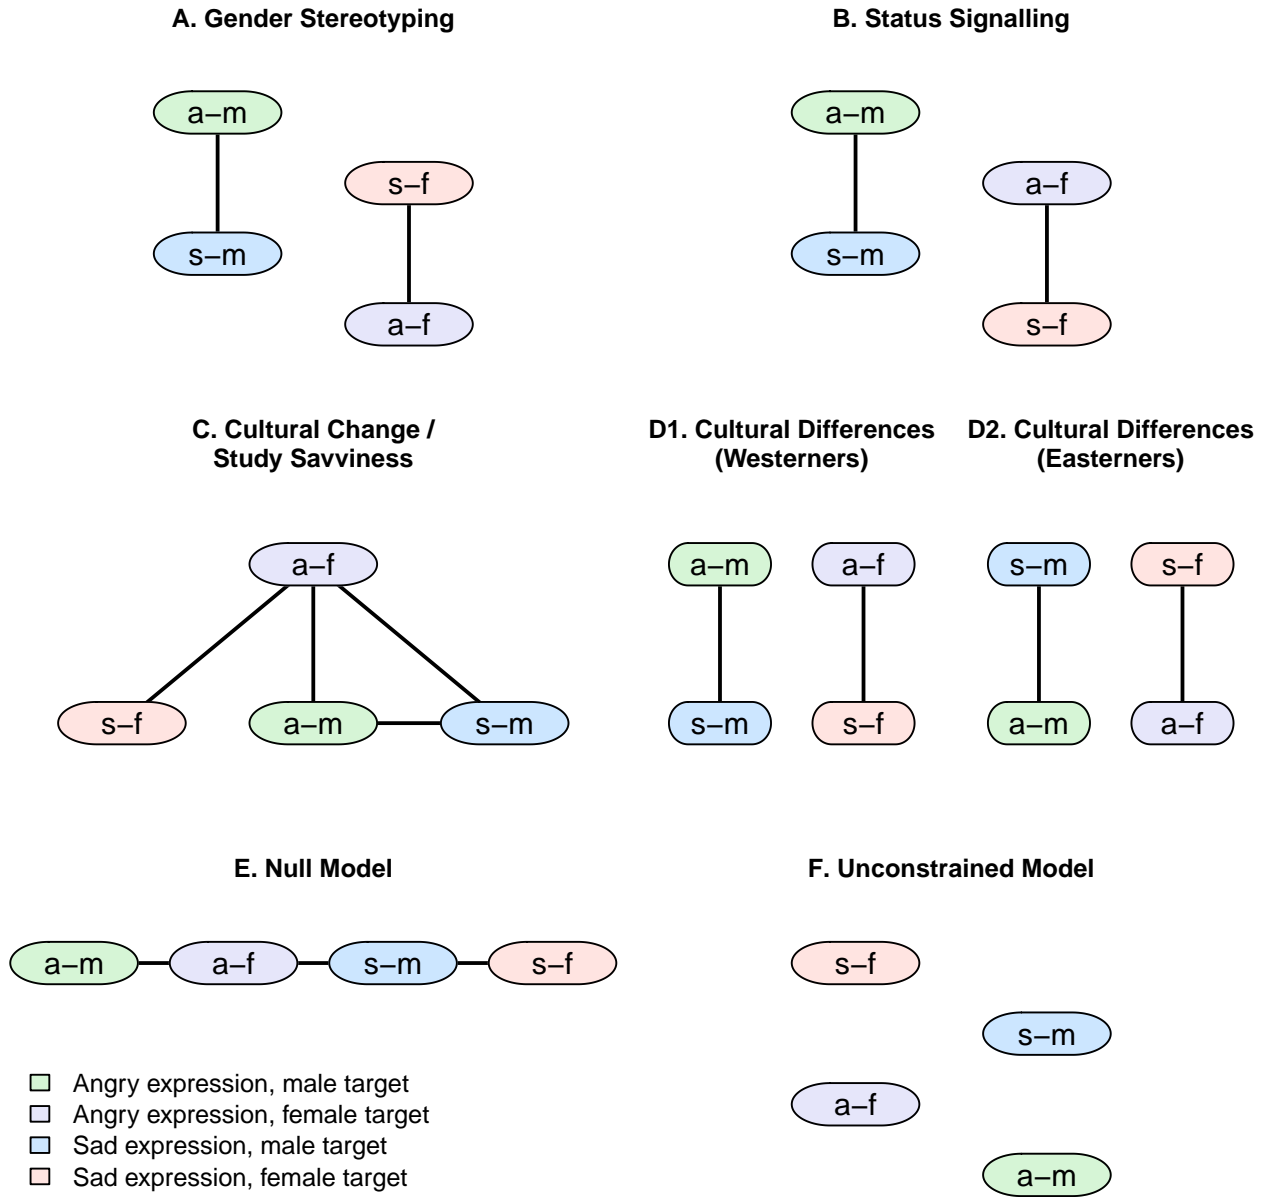 A. Gender Stereotyping
a–m
s–f
s–m
a–f
B. Status Signalling
a–m
a–f
s–m
s–f
C. Cultural Change /
Study Savviness
a–f
s–f
a–m
s–m
D1. Cultural Differences
(Westerners)
a–m
a–f
s–m
s–f
D2. Cultural Differences
(Easterners)
s–m
s–f
a–m
a–f
E. Null Model
a–m
a–f
s–m
s–f
F. Unconstrained Model
s–f
s–m
a–f
a–m
Angry expression, male target
Angry expression, female target
Sad expression, male target
Sad expression, female target